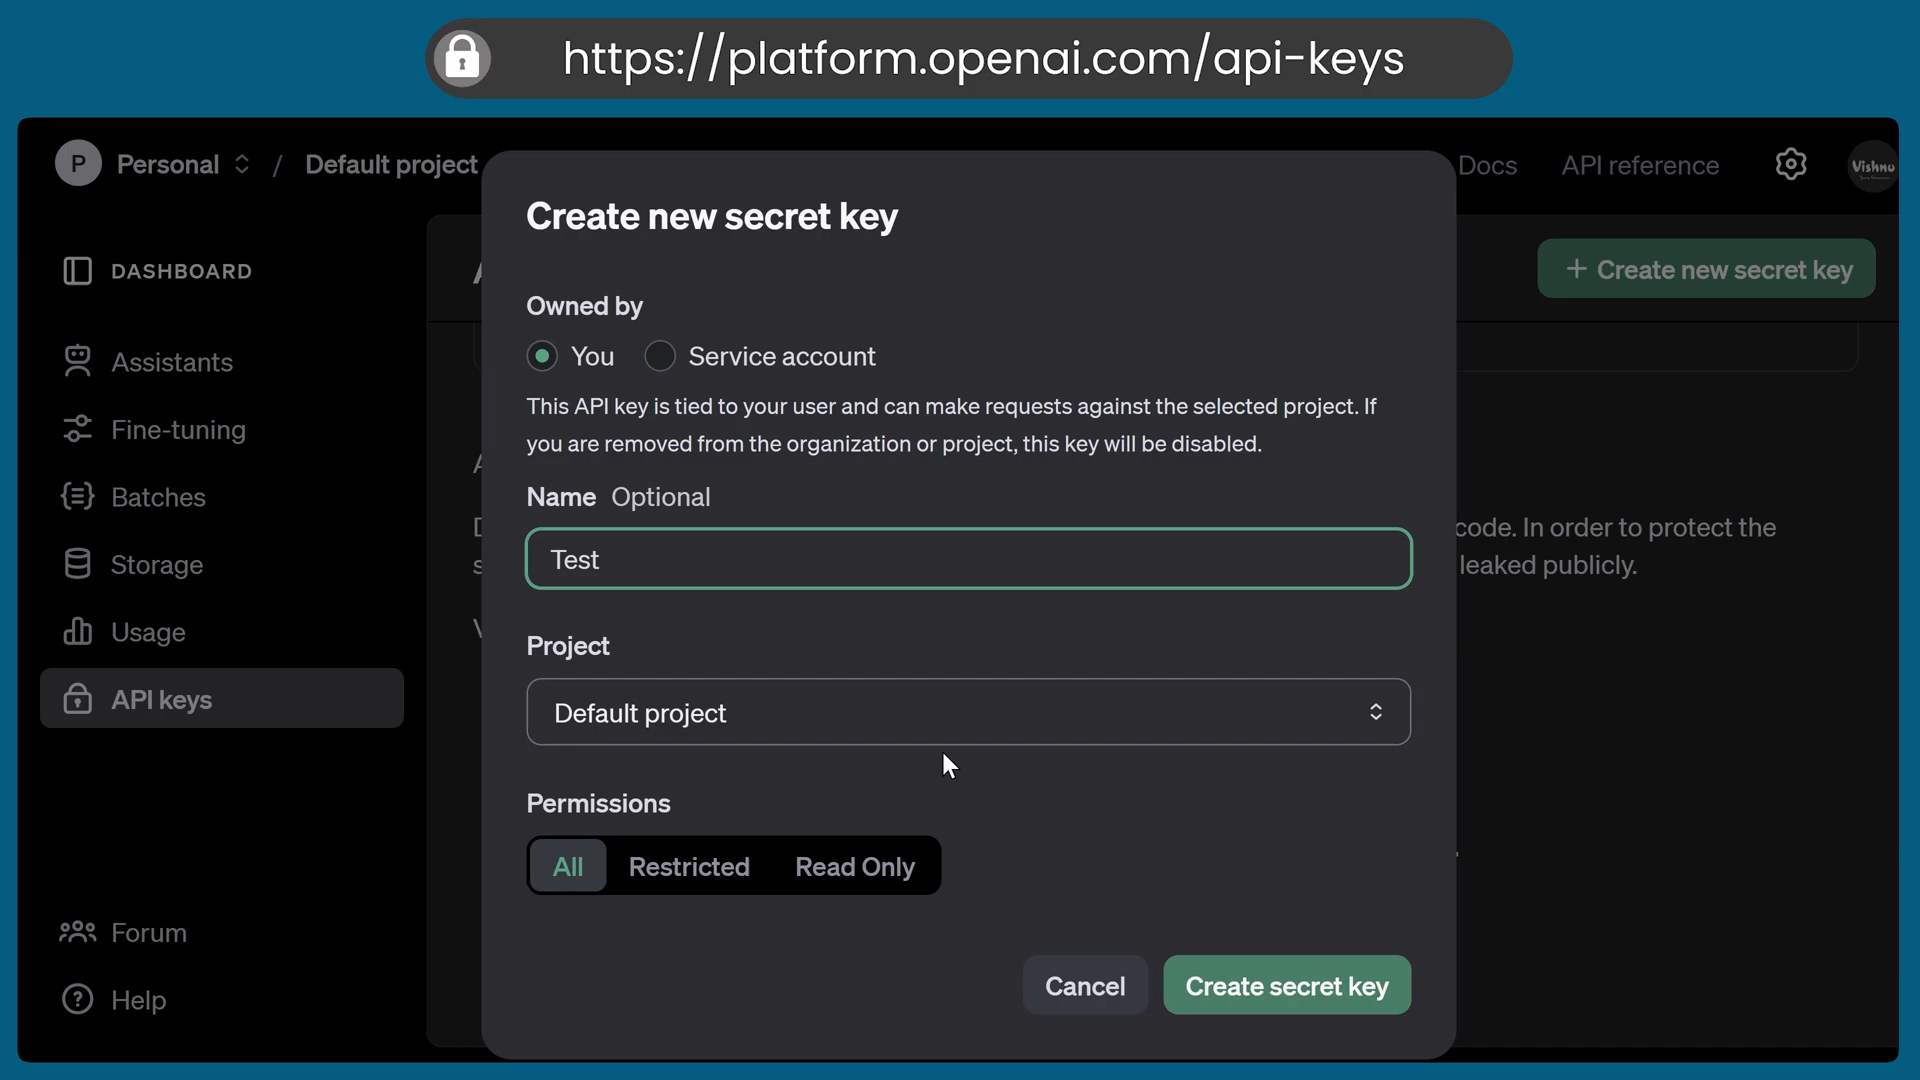 https://platform.openai.com/api-keys
P Personal / Default project
Docs API reference Vishnu
Create new secret key
DASHBOARD
+ Create new secret key
Owned by
You Service account
Assistants
This API key is tied to your user and can make requests against the selected project. If
you are removed from the organization or project, this key will be disabled.
Fine-tuning
Name Optional
Batches
code. In order to protect the
Test
Storage
leaked publicly.
Usage
Project
API keys
Default project
Permissions
All Restricted Read Only
Forum
Cancel Create secret key
Help